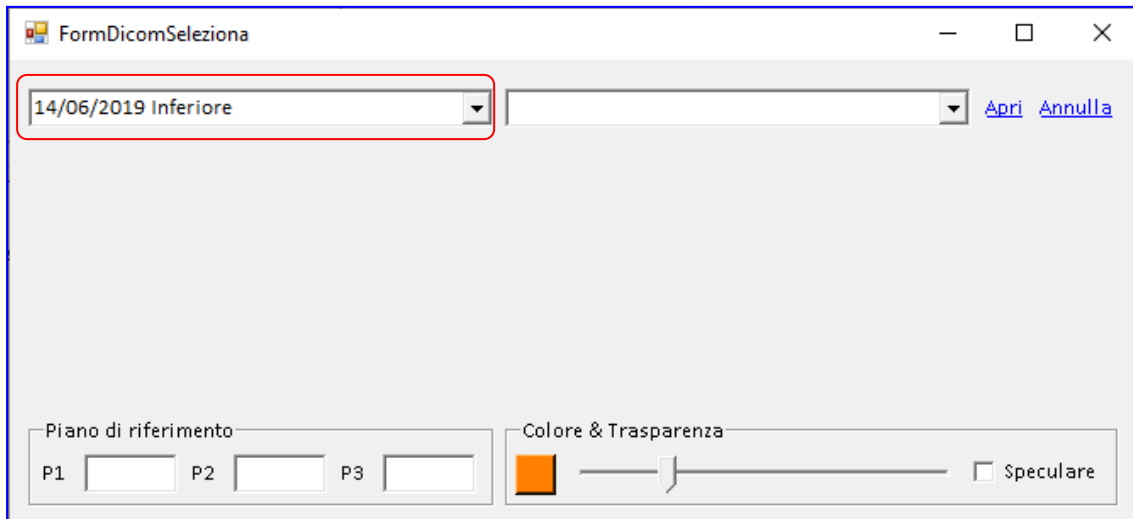 FormDicomSeleziona
14/06/2019 Inferiore Apri Annulla
Piano di riferimento Colore & Trasparenza
P1 P2 P3 Speculare